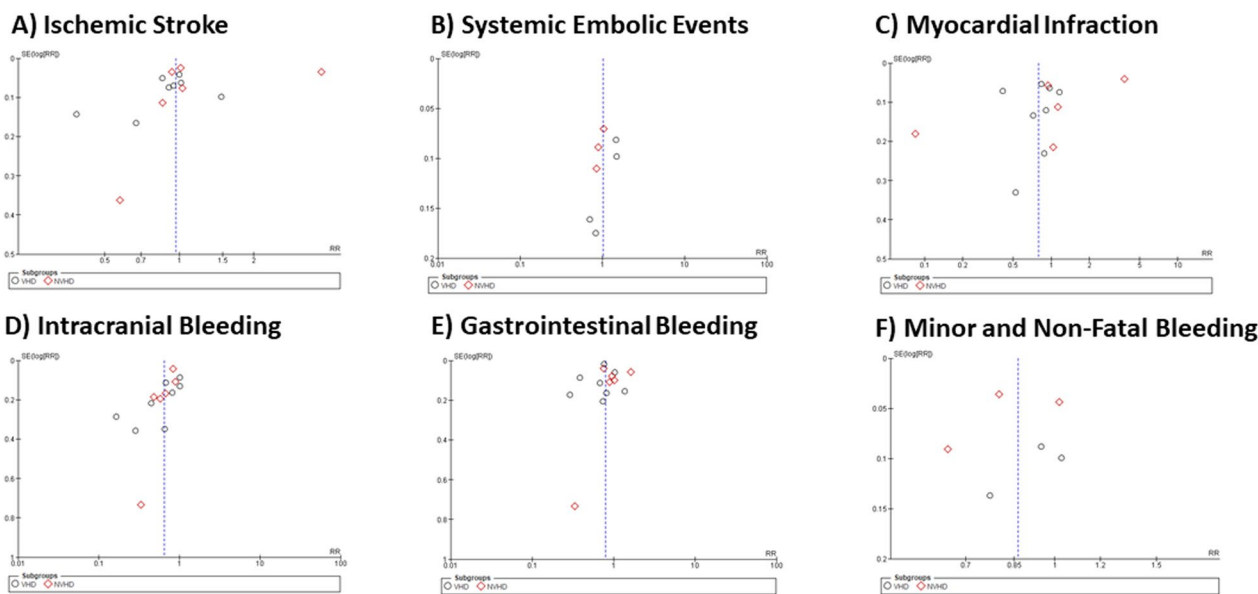 A) Ischemic Stroke
SE(log[RR])
0
0.1
0.2
0.3
0.4
0.5
0.5 0.7 1 1.5 2
RR
Subgroups
VHD NVHD
B) Systemic Embolic Events
SE(log[RR])
0
0.05
0.1
0.15
0.2
0.01 0.1 1 10 100
RR
Subgroups
VHD NVHD
C) Myocardial Infraction
SE(log[RR])
0
0.1
0.2
0.3
0.4
0.5
0.1 0.2 0.5 1 2 5 10
RR
Subgroups
VHD NVHD
D) Intracranial Bleeding
SE(log[RR])
0
0.2
0.4
0.6
0.8
1
0.01 0.1 1 10 100
RR
Subgroups
VHD NVHD
E) Gastrointestinal Bleeding
SE(log[RR])
0
0.2
0.4
0.6
0.8
1
0.01 0.1 1 10 100
RR
Subgroups
VHD NVHD
F) Minor and Non-Fatal Bleeding
SE(log[RR])
0
0.05
0.1
0.15
0.2
0.7 0.85 1 1.2 1.5
RR
Subgroups
VHD NVHD